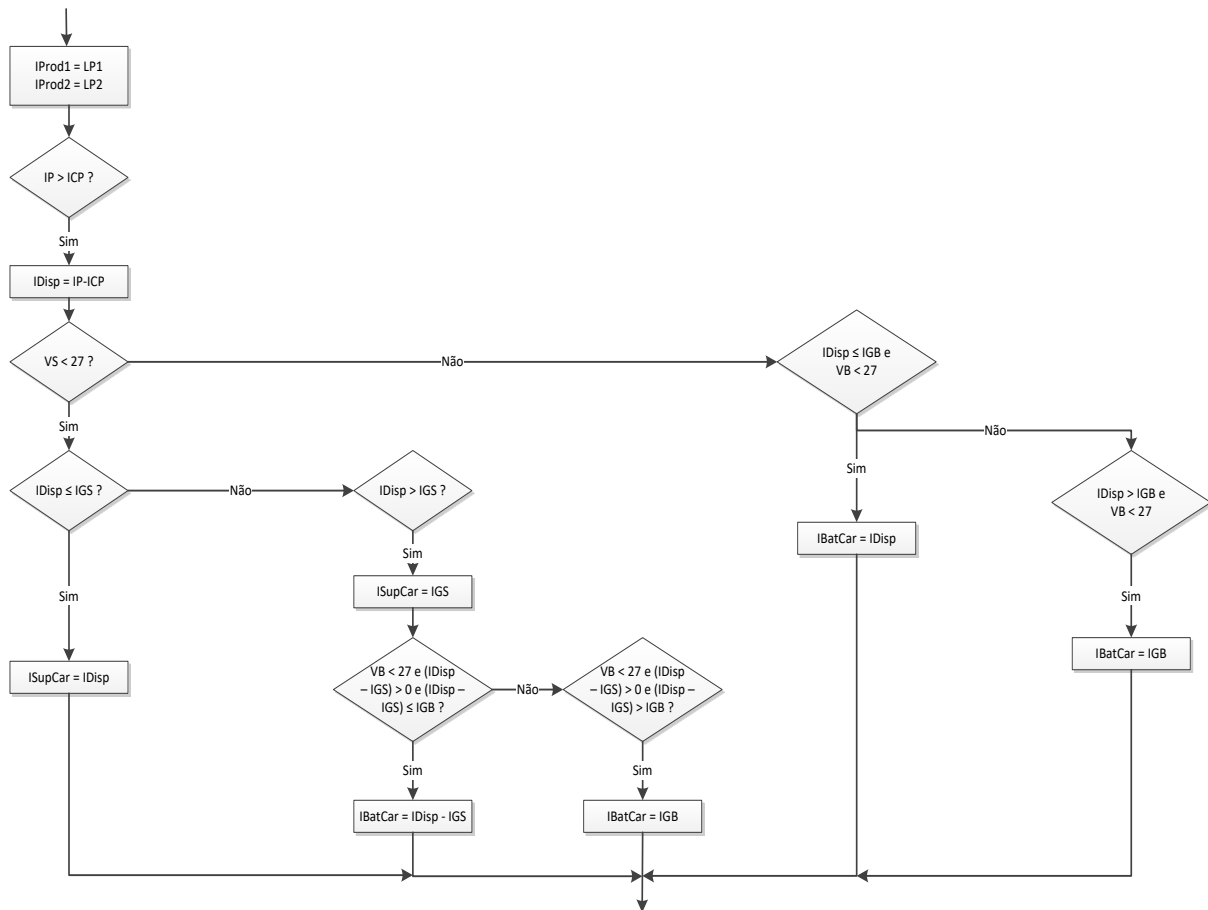 IProd1 = LP1
IProd2 = LP2
IP > ICP ?
Sim
IDisp = IP-ICP
VS < 27 ?
Não
IDisp ≤ IGB e
VB < 27
Sim
Não
Sim
IDisp ≤ IGS ?
Não
IDisp > IGS ?
IDisp > IGB e
VB < 27
IBatCar = IDisp
Sim
Sim
ISupCar = IGS
Sim
ISupCar = IDisp
VB < 27 e (IDisp
– IGS) > 0 e (IDisp –
IGS) ≤ IGB ?
Não
VB < 27 e (IDisp
– IGS) > 0 e (IDisp –
IGS) > IGB ?
IBatCar = IGB
Sim
Sim
IBatCar = IDisp - IGS
IBatCar = IGB